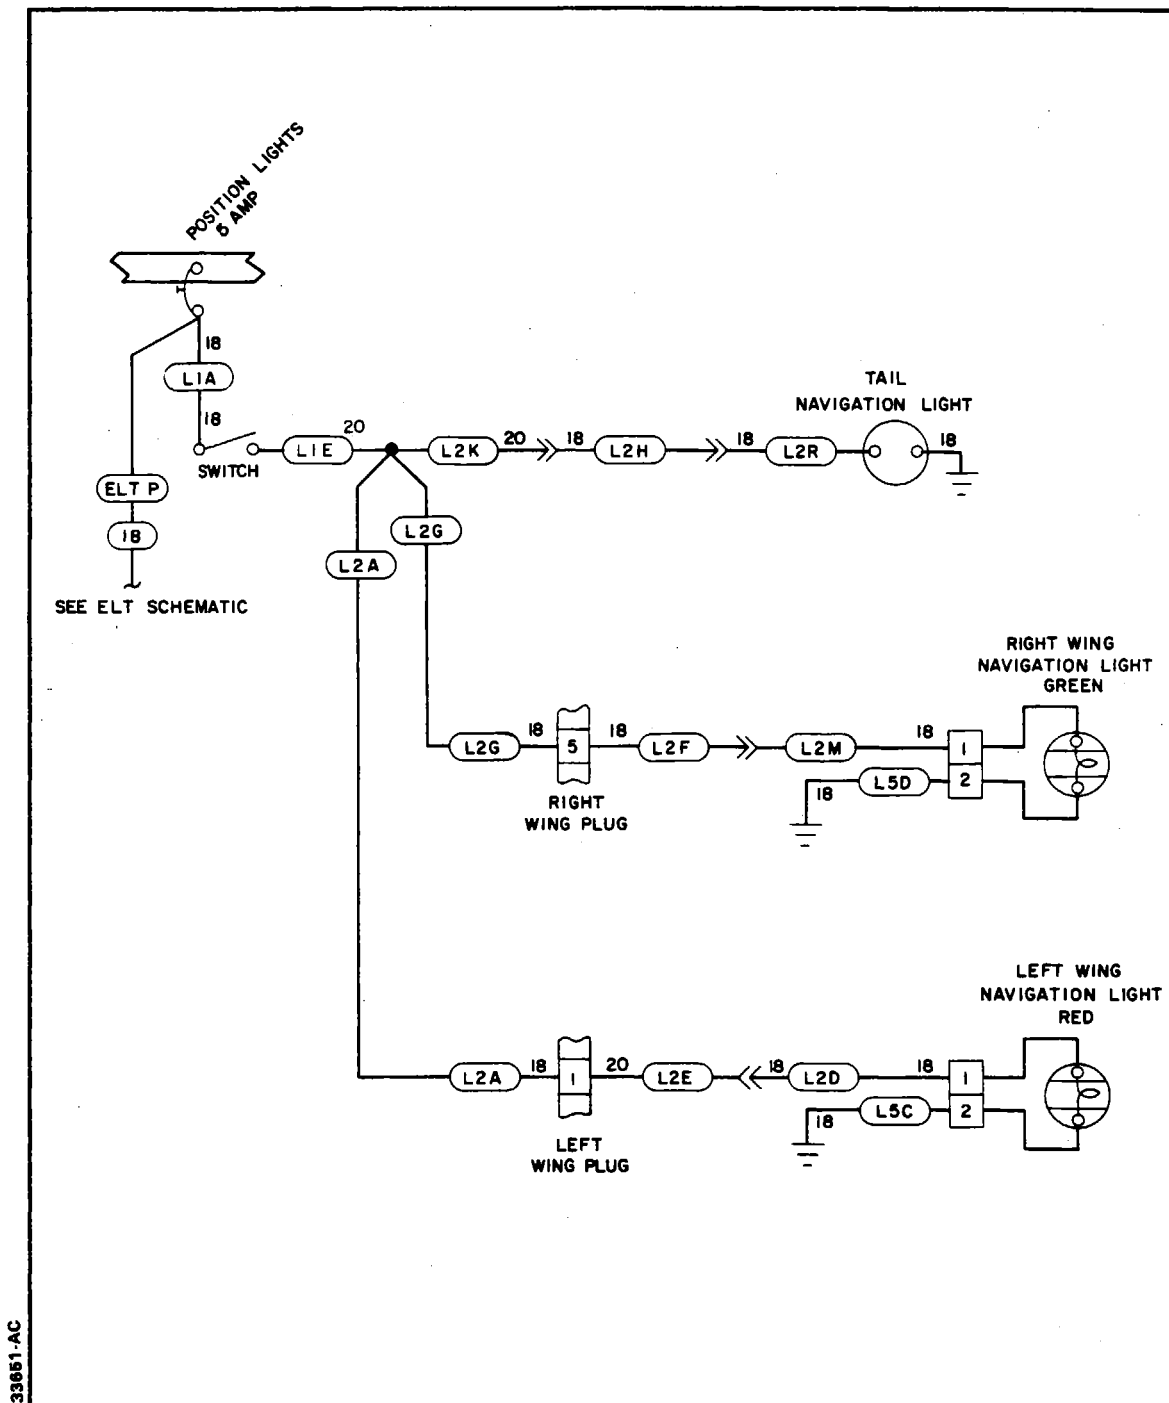 POSITION LIGHTS
5 AMP
18
L1A
18
SWITCH
ELT P
18
SEE ELT SCHEMATIC
L1E
20
L2K
20
18
L2H
18
L2R
TAIL
NAVIGATION LIGHT
18
L2G
L2A
RIGHT WING
NAVIGATION LIGHT
GREEN
L2G
18
5
18
L2F
L2M
18
1
2
L5D
18
RIGHT
WING PLUG
LEFT WING
NAVIGATION LIGHT
RED
L2A
18
1
20
L2E
18
L2D
18
1
2
L5C
18
LEFT
WING PLUG
33651-AC